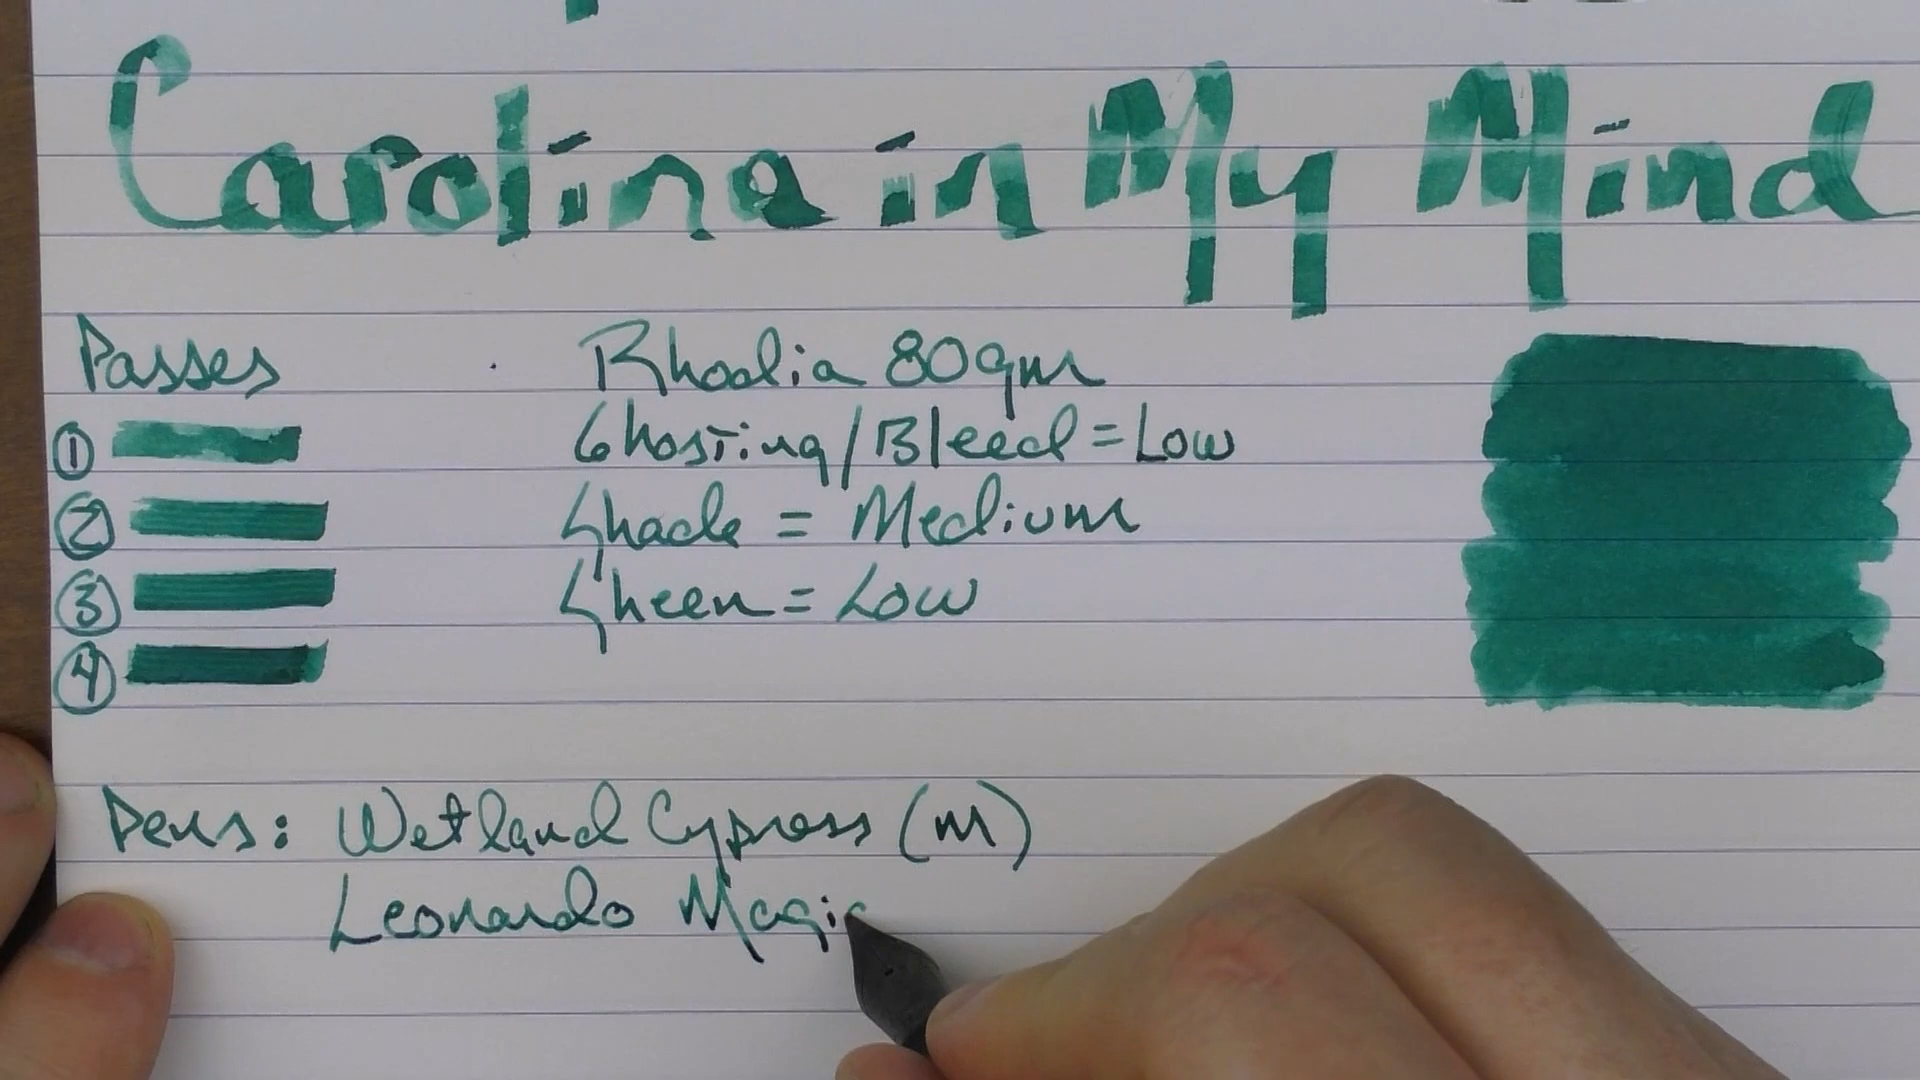 Carolina in My Mind
Passes
1
2
3
4
Rhodia 80gm
Ghosting/Bleed = Low
Shade = Medium
Sheen = Low
Pens: Wetland Cypress (M)
Leonardo Magic